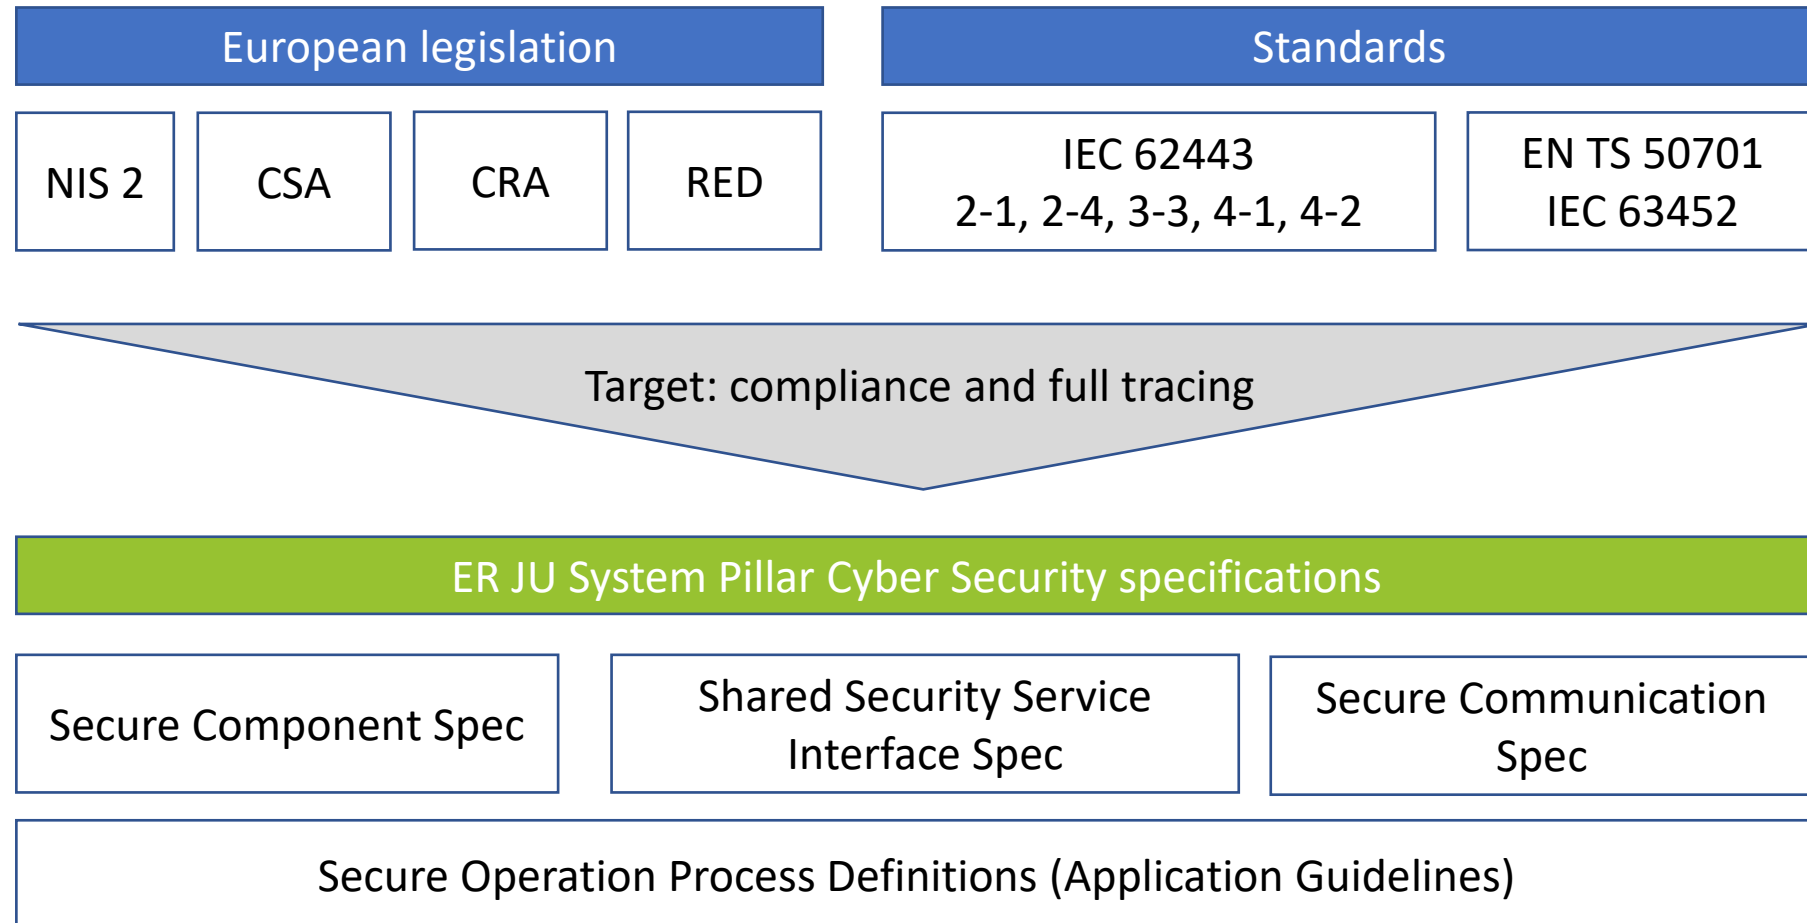 European legislation
Standards
NIS 2
CSA
CRA
RED
IEC 62443
2-1, 2-4, 3-3, 4-1, 4-2
EN TS 50701
IEC 63452
Target: compliance and full tracing
ER JU System Pillar Cyber Security specifications
Secure Component Spec
Shared Security Service
Interface Spec
Secure Communication
Spec
Secure Operation Process Definitions (Application Guidelines)